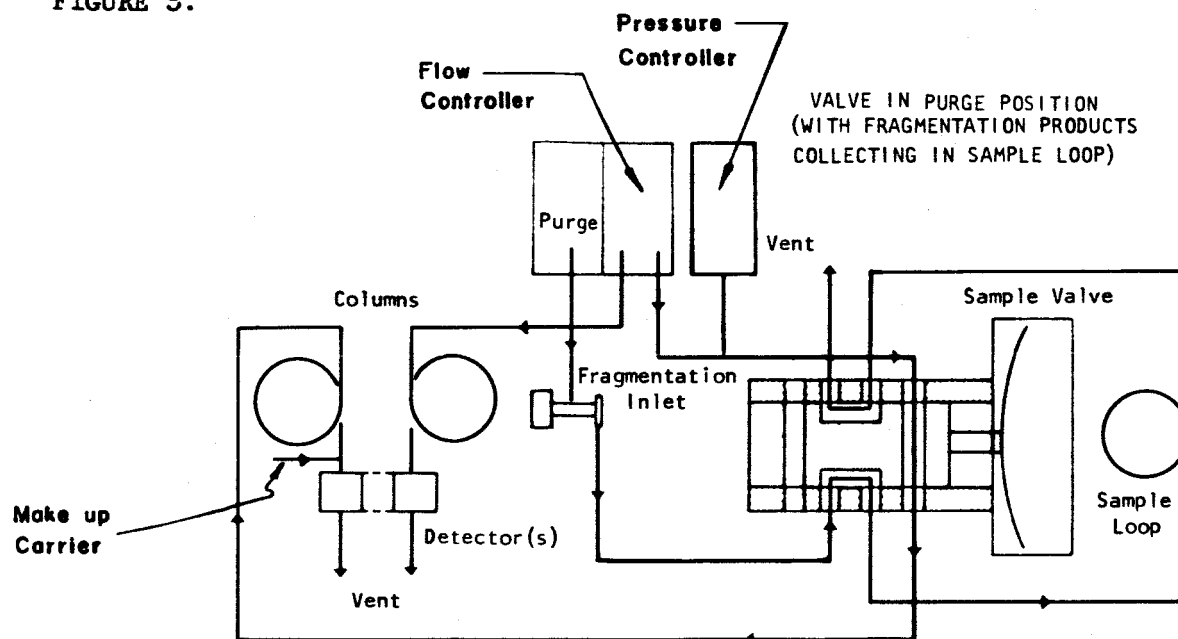 FIGURE 5.
Pressure
Controller
Flow
Controller
VALVE IN PURGE POSITION
(WITH FRAGMENTATION PRODUCTS
COLLECTING IN SAMPLE LOOP)
Purge
Vent
Columns
Sample Valve
Fragmentation
Inlet
Make up
Carrier
Detector(s)
Sample
Loop
Vent